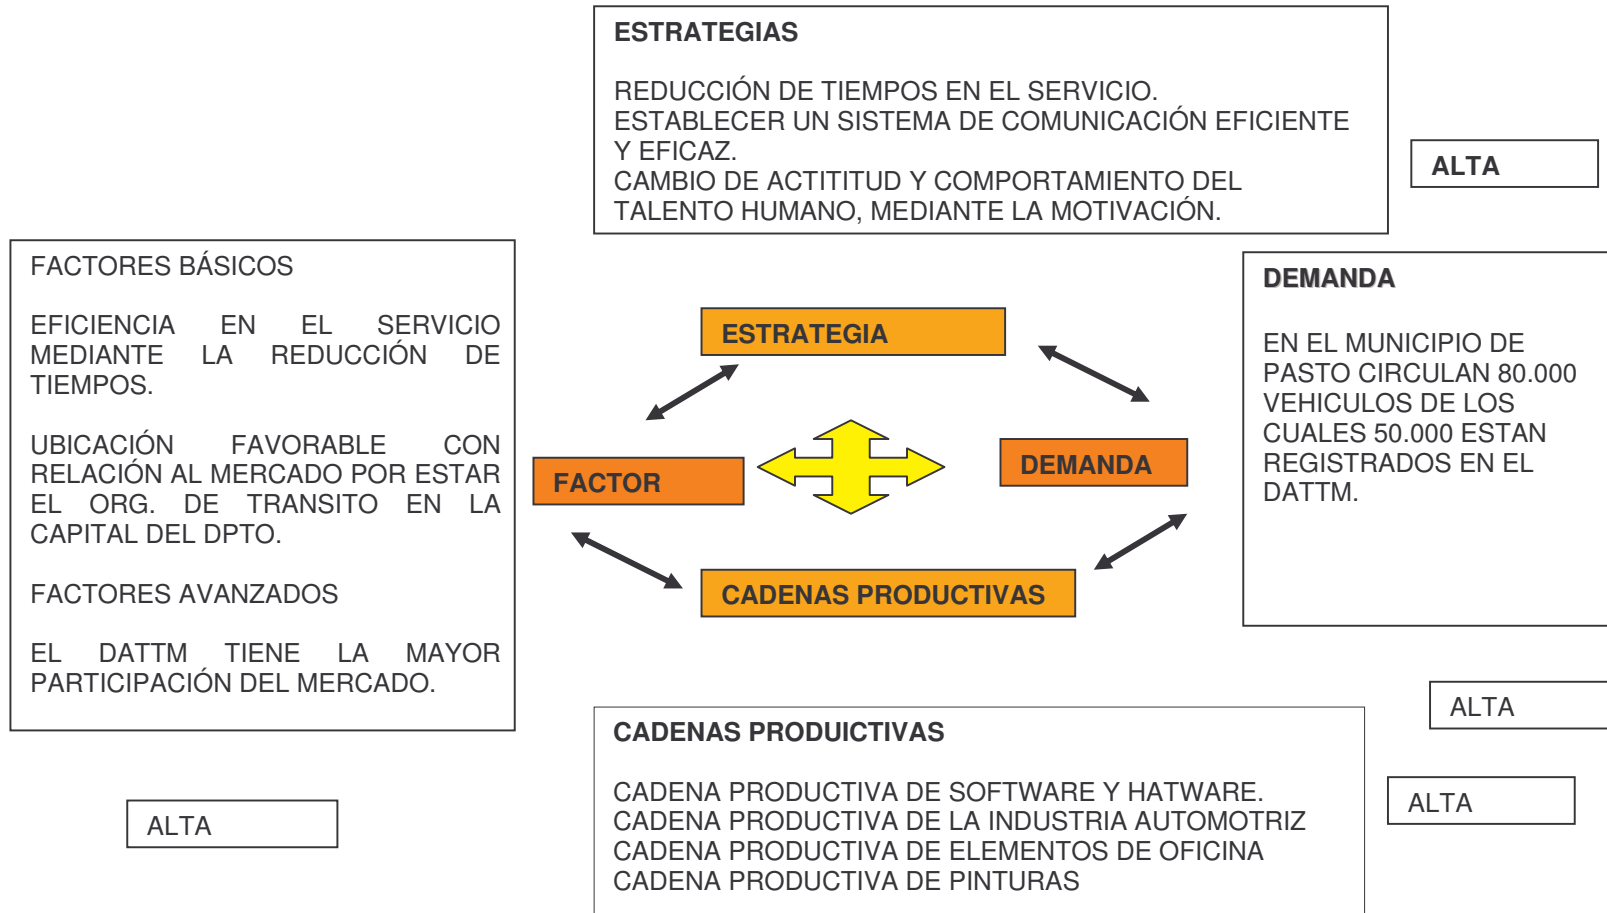 ESTRATEGIAS
REDUCCIÓN DE TIEMPOS EN EL SERVICIO.
ESTABLECER UN SISTEMA DE COMUNICACIÓN EFICIENTE
Y EFICAZ.
CAMBIO DE ACTITITUD Y COMPORTAMIENTO DEL
TALENTO HUMANO, MEDIANTE LA MOTIVACIÓN.
ALTA
FACTORES BÁSICOS
EFICIENCIA EN EL SERVICIO
MEDIANTE LA REDUCCIÓN DE
TIEMPOS.
UBICACIÓN FAVORABLE CON
RELACIÓN AL MERCADO POR ESTAR
EL ORG. DE TRANSITO EN LA
CAPITAL DEL DPTO.
FACTORES AVANZADOS
EL DATTM TIENE LA MAYOR
PARTICIPACIÓN DEL MERCADO.
ESTRATEGIA
FACTOR
DEMANDA
CADENAS PRODUCTIVAS
DEMANDA
EN EL MUNICIPIO DE
PASTO CIRCULAN 80.000
VEHICULOS DE LOS
CUALES 50.000 ESTAN
REGISTRADOS EN EL
DATTM.
ALTA
CADENAS PRODUICTIVAS
CADENA PRODUCTIVA DE SOFTWARE Y HATWARE.
CADENA PRODUCTIVA DE LA INDUSTRIA AUTOMOTRIZ
CADENA PRODUCTIVA DE ELEMENTOS DE OFICINA
CADENA PRODUCTIVA DE PINTURAS
ALTA
ALTA